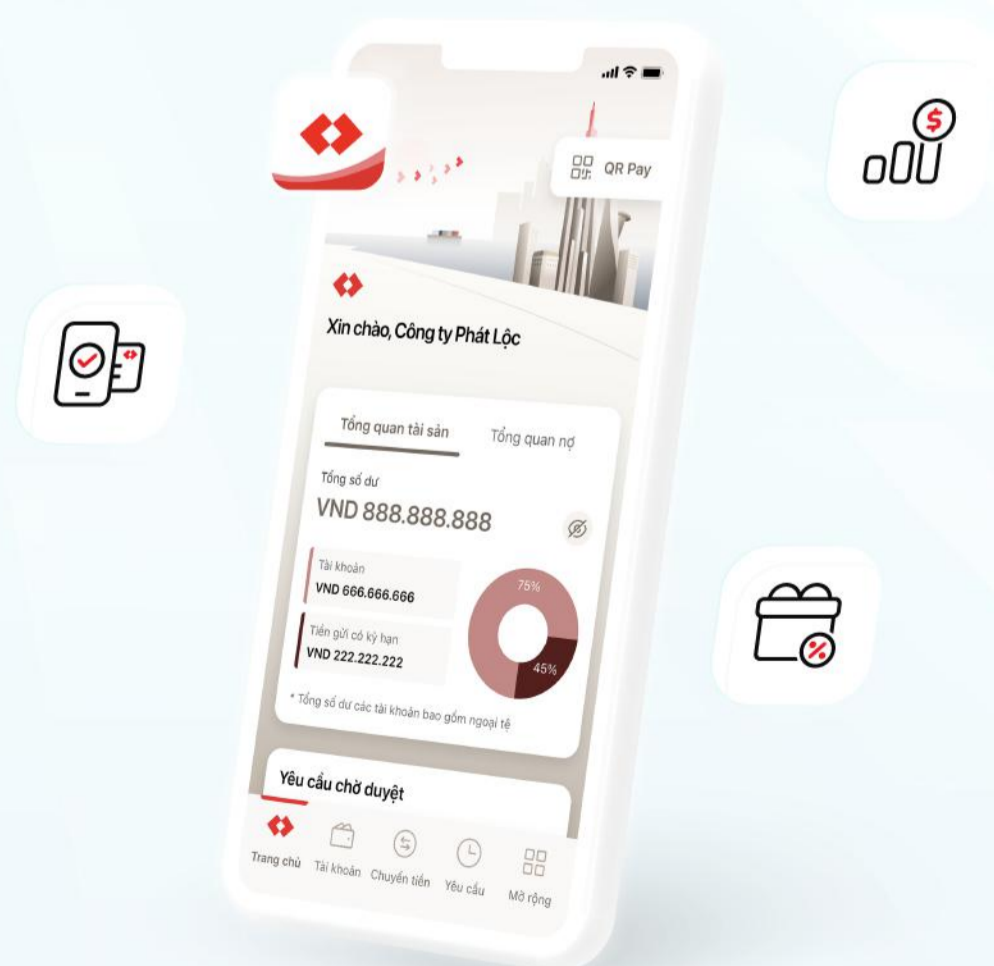 QR Pay
Xin chào, Công ty Phát Lộc
Tổng quan tài sản
Tổng quan nợ
Tổng số dư
VND 888.888.888
Tài khoản
VND 666.666.666
Tiền gửi có kỳ hạn
VND 222.222.222
75%
45%
* Tổng số dư các tài khoản bao gồm ngoại tệ
Yêu cầu chờ duyệt
Trang chủ
Tài khoản
Chuyển tiền
Yêu cầu
Mở rộng